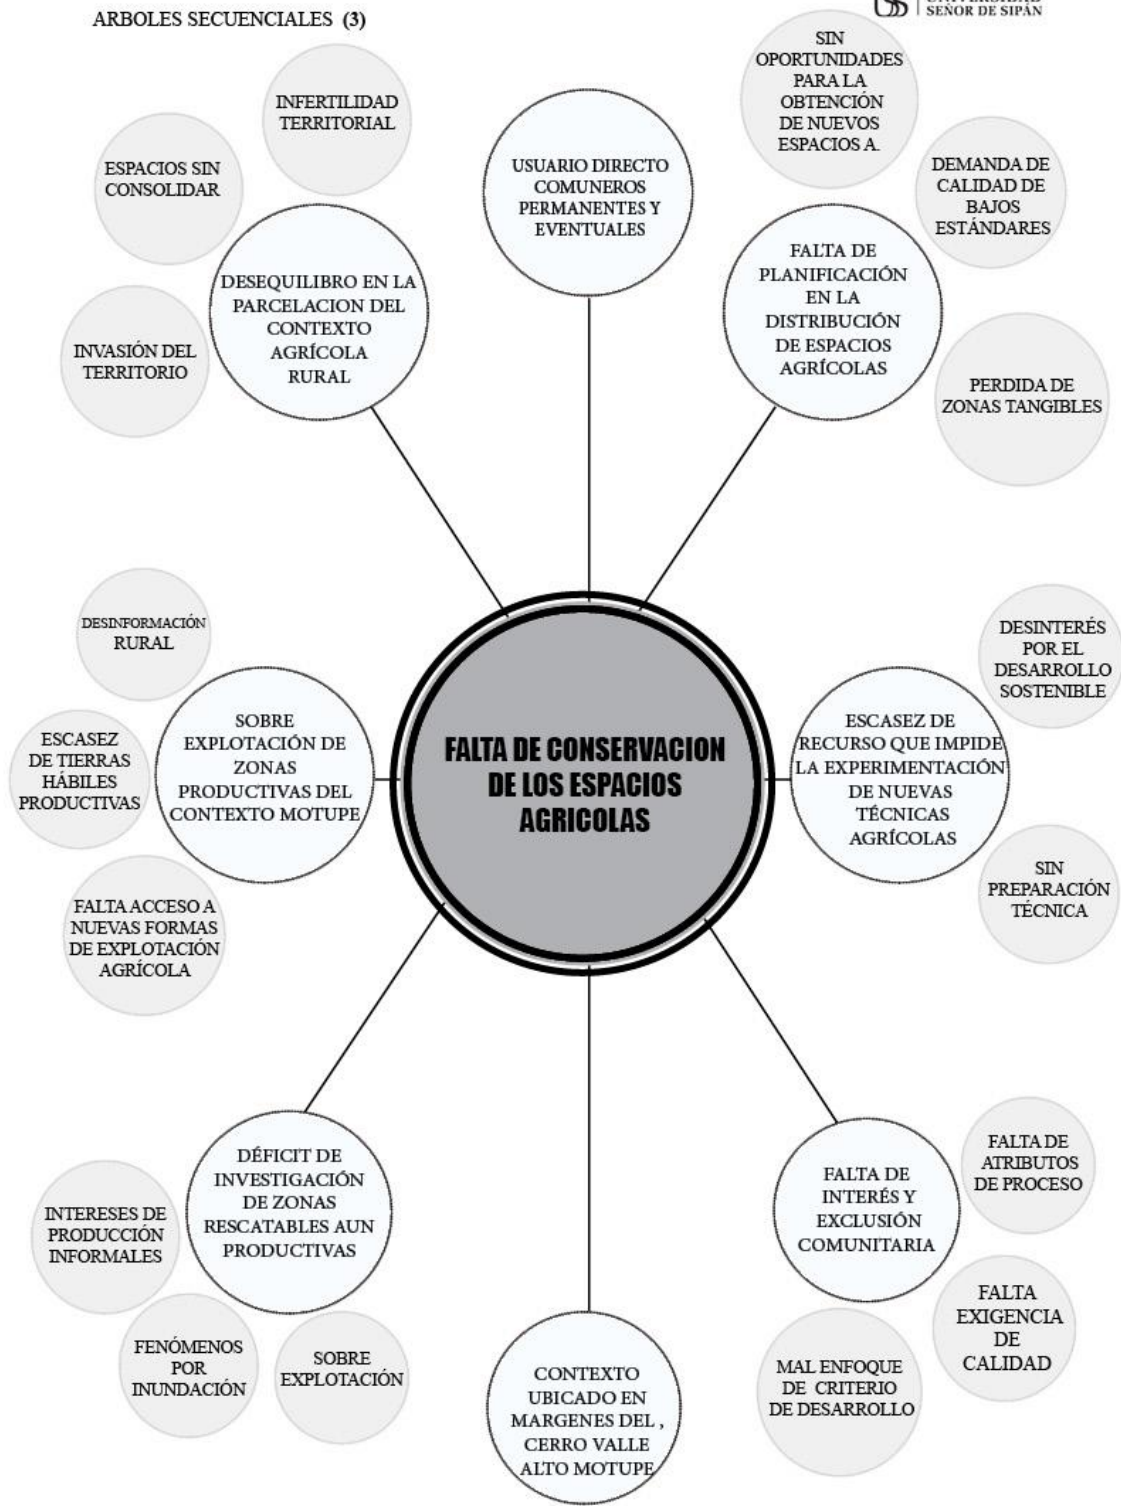 ARBOLES SECUENCIALES (3)
UNIVERSIDAD
SEÑOR DE SIPÁN
INFERTILIDAD
TERRITORIAL
ESPACIOS SIN
CONSOLIDAR
INVASIÓN DEL
TERRITORIO
DESEQUILIBRO EN LA
PARCELACION DEL
CONTEXTO
AGRÍCOLA
RURAL
USUARIO DIRECTO
COMUNEROS
PERMANENTES Y
EVENTUALES
SIN
OPORTUNIDADES
PARA LA
OBTENCIÓN
DE NUEVOS
ESPACIOS A.
DEMANDA DE
CALIDAD DE
BAJOS
ESTÁNDARES
FALTA DE
PLANIFICACIÓN
EN LA
DISTRIBUCIÓN
DE ESPACIOS
AGRÍCOLAS
PERDIDA DE
ZONAS TANGIBLES
DESINFORMACIÓN
RURAL
ESCASEZ
DE TIERRAS
HÁBILES
PRODUCTIVAS
FALTA ACCESO A
NUEVAS FORMAS
DE EXPLOTACIÓN
AGRÍCOLA
SOBRE
EXPLOTACIÓN DE
ZONAS
PRODUCTIVAS DEL
CONTEXTO MOTUPE
FALTA DE CONSERVACION
DE LOS ESPACIOS
AGRICOLAS
ESCASEZ DE
RECURSO QUE IMPIDE
LA EXPERIMENTACIÓN
DE NUEVAS
TÉCNICAS
AGRÍCOLAS
DESINTERÉS
POR EL
DESARROLLO
SOSTENIBLE
SIN
PREPARACIÓN
TÉCNICA
DÉFICIT DE
INVESTIGACIÓN
DE ZONAS
RESCATABLES AUN
PRODUCTIVAS
INTERESES DE
PRODUCCIÓN
INFORMALES
FENÓMENOS
POR
INUNDACIÓN
SOBRE
EXPLOTACIÓN
CONTEXTO
UBICADO EN
MARGENES DEL ,
CERRO VALLE
ALTO MOTUPE
FALTA DE
INTERÉS Y
EXCLUSIÓN
COMUNITARIA
FALTA DE
ATRIBUTOS
DE PROCESO
FALTA
EXIGENCIA
DE
CALIDAD
MAL ENFOQUE
DE CRITERIO
DE DESARROLLO